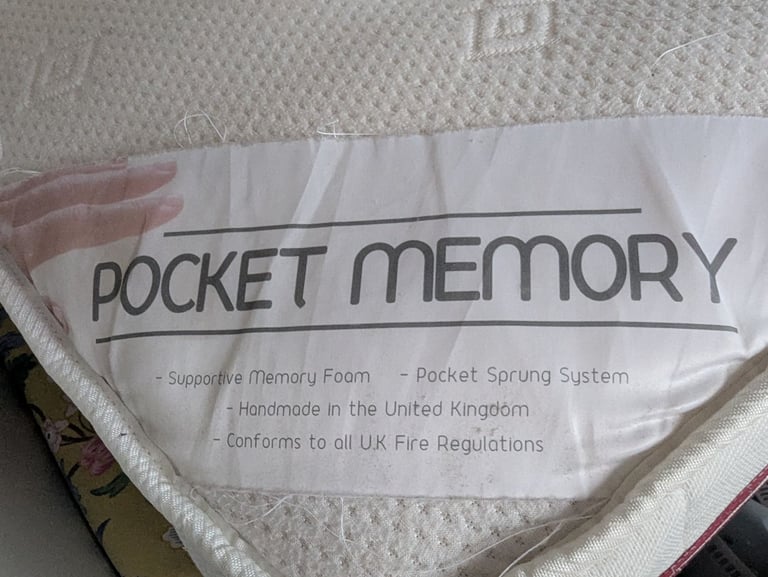 POCKET MEMORY
- Supportive Memory Foam - Pocket Sprung System
- Handmade in the United Kingdom
- Conforms to all U.K Fire Regulations